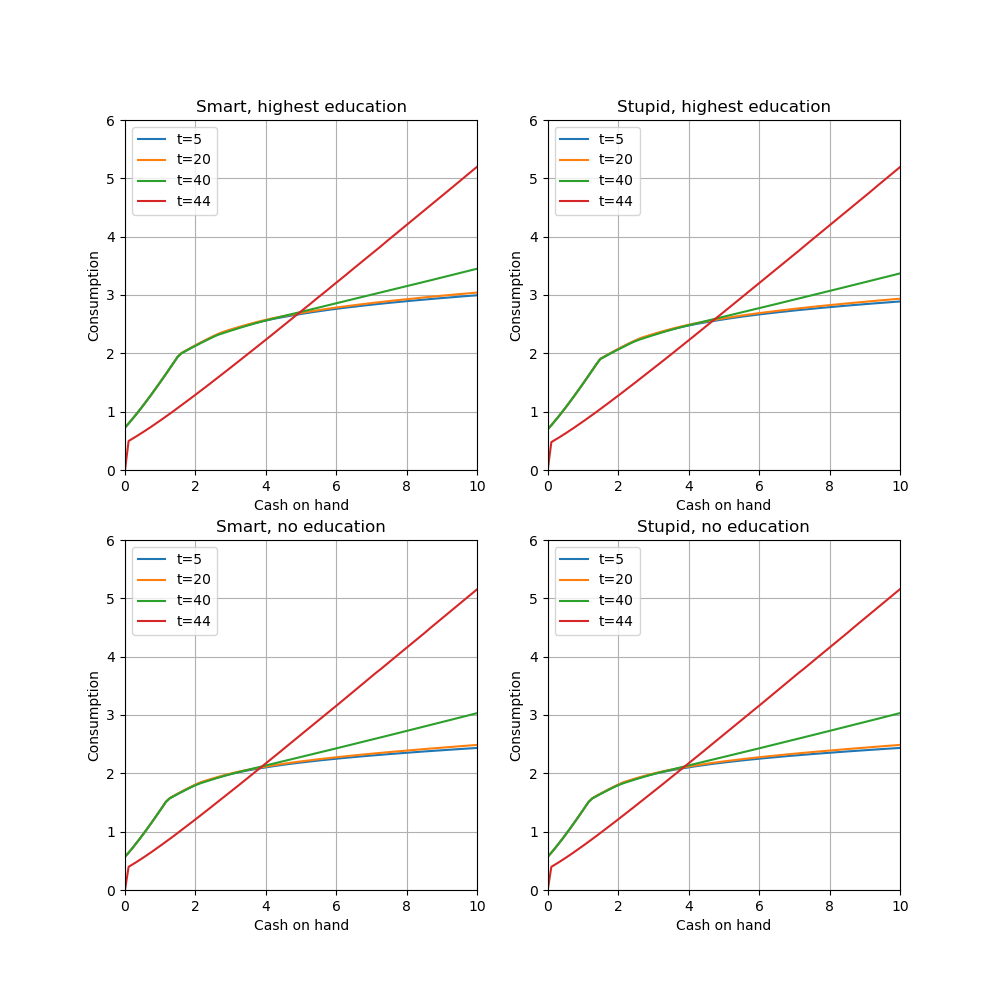 Smart, highest education
6
5
4
3
2
1
0
Consumption
t=5
t=20
t=40
t=44
0 2 4 6 8 10
Cash on hand
Stupid, highest education
6
5
4
3
2
1
0
Consumption
t=5
t=20
t=40
t=44
0 2 4 6 8 10
Cash on hand
Smart, no education
6
5
4
3
2
1
0
Consumption
t=5
t=20
t=40
t=44
0 2 4 6 8 10
Cash on hand
Stupid, no education
6
5
4
3
2
1
0
Consumption
t=5
t=20
t=40
t=44
0 2 4 6 8 10
Cash on hand